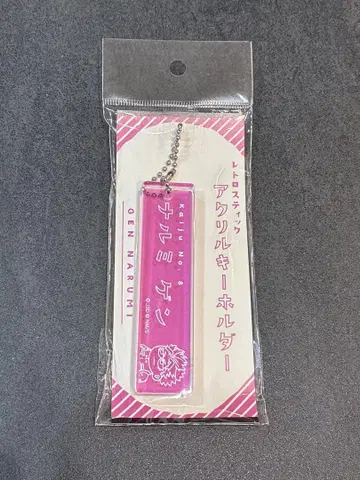 レトロスティック
アクリルキーホルダー
GEN NARUMI
Kaiju No. 8
ナルミ ゲン